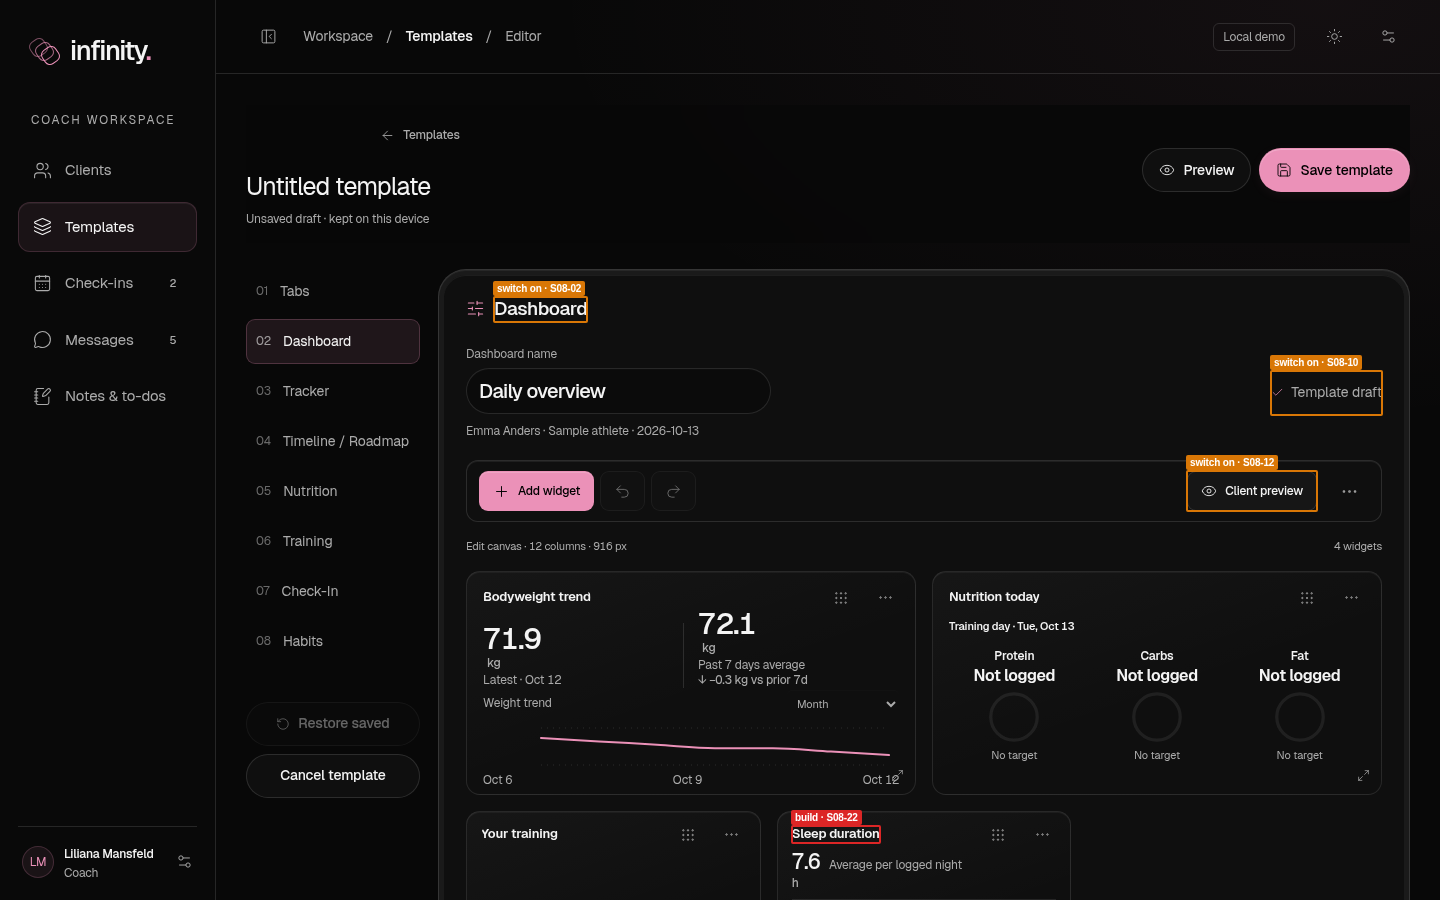 infinity.
Workspace / Templates / Editor
Local demo
COACH WORKSPACE
Clients
Templates
Check-ins 2
Messages 5
Notes & to-dos
LM Liliana Mansfeld
Coach
Templates
Untitled template
Unsaved draft · kept on this device
Preview
Save template
01 Tabs
02 Dashboard
03 Tracker
04 Timeline / Roadmap
05 Nutrition
06 Training
07 Check-In
08 Habits
Restore saved
Cancel template
switch on · S08-02
Dashboard
Dashboard name
Daily overview
switch on · S08-10
Template draft
Emma Anders · Sample athlete · 2026-10-13
Add widget
switch on · S08-12
Client preview
Edit canvas · 12 columns · 916 px
4 widgets
Bodyweight trend
71.9
kg
Latest · Oct 12
72.1
kg
Past 7 days average
↓ −0.3 kg vs prior 7d
Weight trend
Month
Oct 6 Oct 9 Oct 12
Nutrition today
Training day · Tue, Oct 13
Protein Carbs Fat
Not logged Not logged Not logged
No target No target No target
Your training
build · S08-22
Sleep duration
7.6 Average per logged night
h